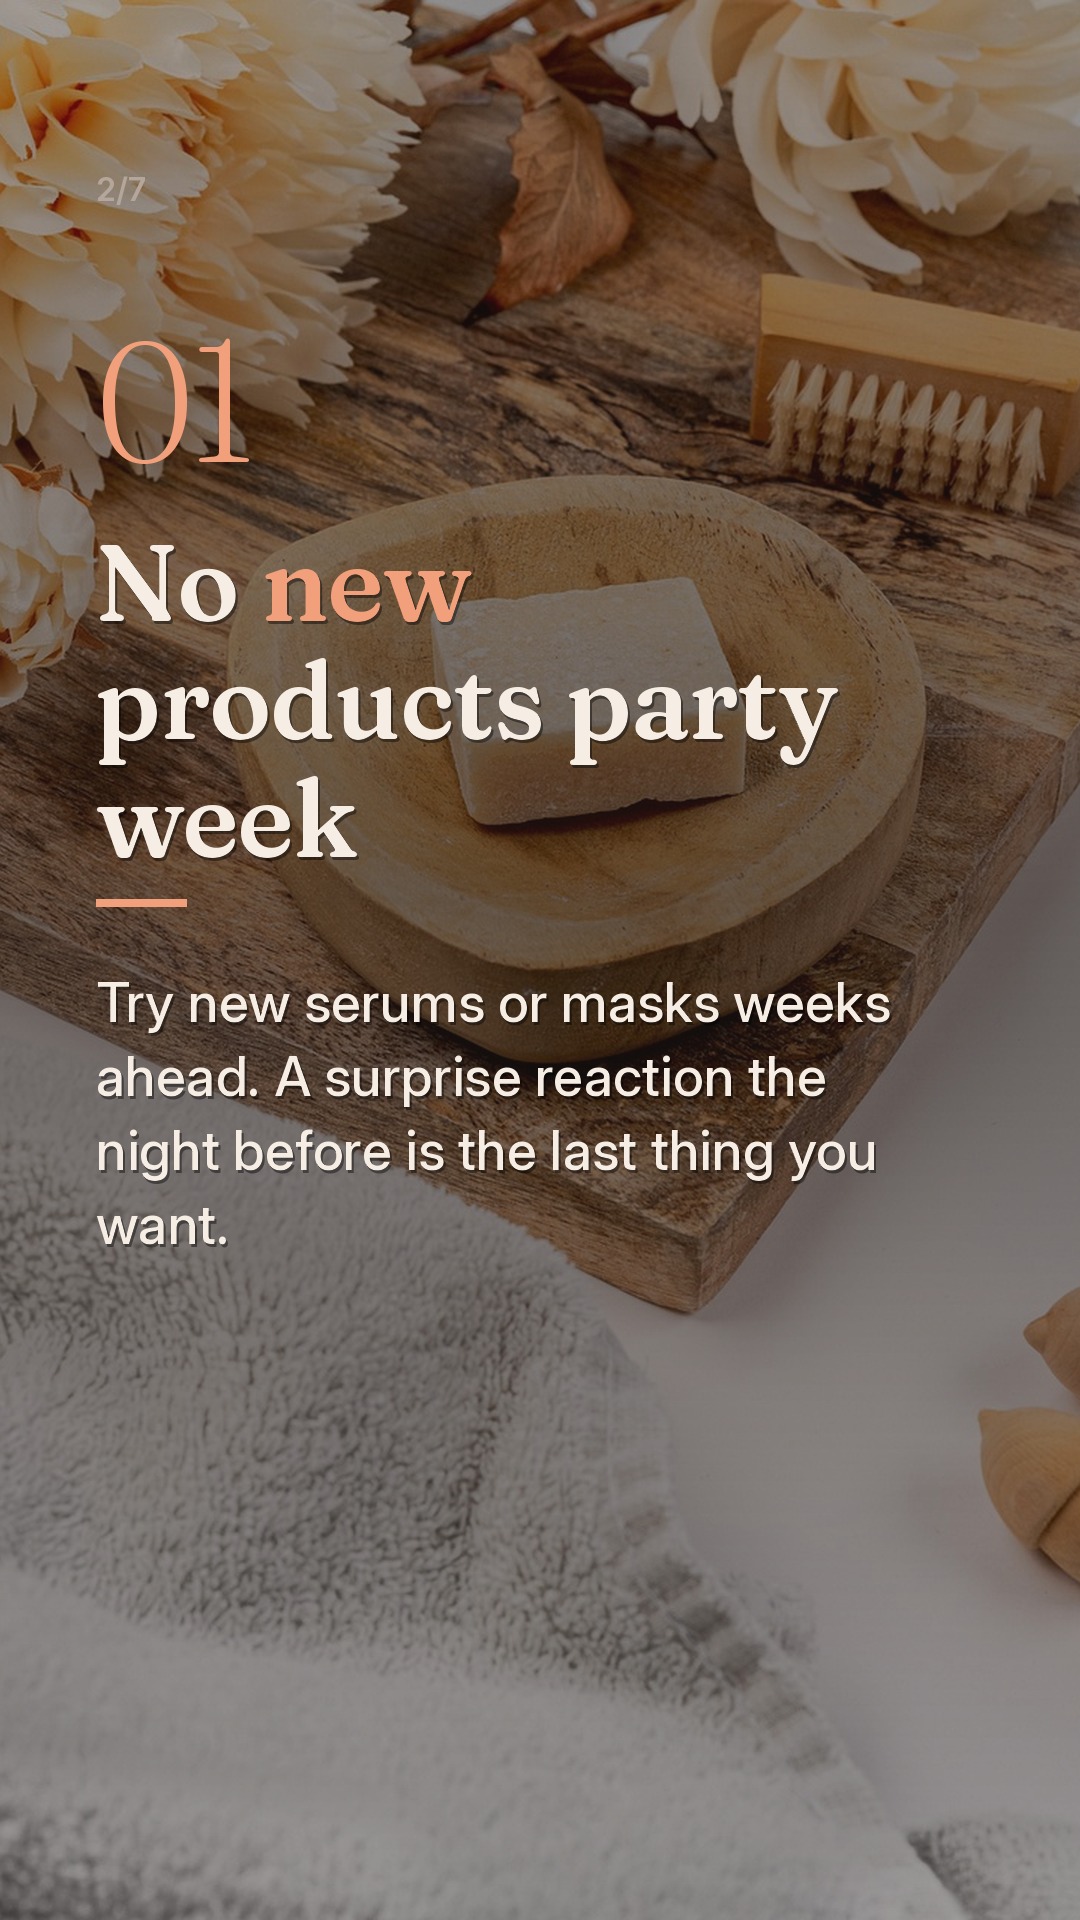 2/7
01
No new
products party
week
Try new serums or masks weeks
ahead. A surprise reaction the
night before is the last thing you
want.